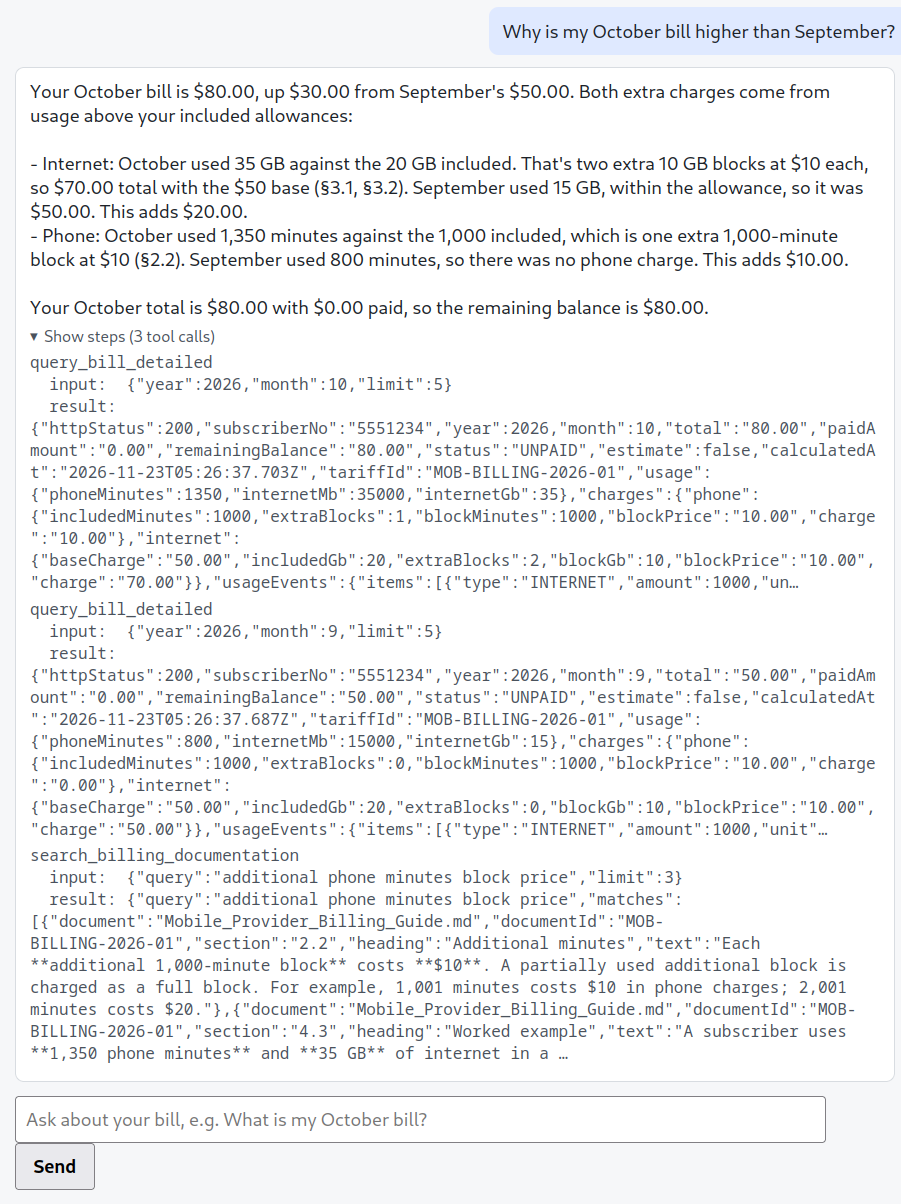 Why is my October bill higher than September?
Your October bill is $80.00, up $30.00 from September's $50.00. Both extra charges come from
usage above your included allowances:
- Internet: October used 35 GB against the 20 GB included. That's two extra 10 GB blocks at $10 each,
so $70.00 total with the $50 base (§3.1, §3.2). September used 15 GB, within the allowance, so it was
$50.00. This adds $20.00.
- Phone: October used 1,350 minutes against the 1,000 included, which is one extra 1,000-minute
block at $10 (§2.2). September used 800 minutes, so there was no phone charge. This adds $10.00.
Your October total is $80.00 with $0.00 paid, so the remaining balance is $80.00.
▾ Show steps (3 tool calls)
query_bill_detailed
input: {"year":2026,"month":10,"limit":5}
result:
{"httpStatus":200,"subscriberNo":"5551234","year":2026,"month":10,"total":"80.00","paidA
mount":"0.00","remainingBalance":"80.00","status":"UNPAID","estimate":false,"calculatedA
t":"2026-11-23T05:26:37.703Z","tariffId":"MOB-BILLING-2026-01","usage":
{"phoneMinutes":1350,"internetMb":35000,"internetGb":35},"charges":{"phone":
{"includedMinutes":1000,"extraBlocks":1,"blockMinutes":1000,"blockPrice":"10.00","charge
":"10.00"},"internet":
{"baseCharge":"50.00","includedGb":20,"extraBlocks":2,"blockGb":10,"blockPrice":"10.00",
"charge":"70.00"}},"usageEvents":{"items":[{"type":"INTERNET","amount":1000,"un…
query_bill_detailed
input: {"year":2026,"month":9,"limit":5}
result:
{"httpStatus":200,"subscriberNo":"5551234","year":2026,"month":9,"total":"50.00","paidAm
ount":"0.00","remainingBalance":"50.00","status":"UNPAID","estimate":false,"calculatedAt
":"2026-11-23T05:26:37.687Z","tariffId":"MOB-BILLING-2026-01","usage":
{"phoneMinutes":800,"internetMb":15000,"internetGb":15},"charges":{"phone":
{"includedMinutes":1000,"extraBlocks":0,"blockMinutes":1000,"blockPrice":"10.00","charge
":"0.00"},"internet":
{"baseCharge":"50.00","includedGb":20,"extraBlocks":0,"blockGb":10,"blockPrice":"10.00",
"charge":"50.00"}},"usageEvents":{"items":[{"type":"INTERNET","amount":1000,"unit"…
search_billing_documentation
input: {"query":"additional phone minutes block price","limit":3}
result: {"query":"additional phone minutes block price","matches":
[{"document":"Mobile_Provider_Billing_Guide.md","documentId":"MOB-
BILLING-2026-01","section":"2.2","heading":"Additional minutes","text":"Each
**additional 1,000-minute block** costs **$10**. A partially used additional block is
charged as a full block. For example, 1,001 minutes costs $10 in phone charges; 2,001
minutes costs $20."},{"document":"Mobile_Provider_Billing_Guide.md","documentId":"MOB-
BILLING-2026-01","section":"4.3","heading":"Worked example","text":"A subscriber uses
**1,350 phone minutes** and **35 GB** of internet in a …
Ask about your bill, e.g. What is my October bill?
Send